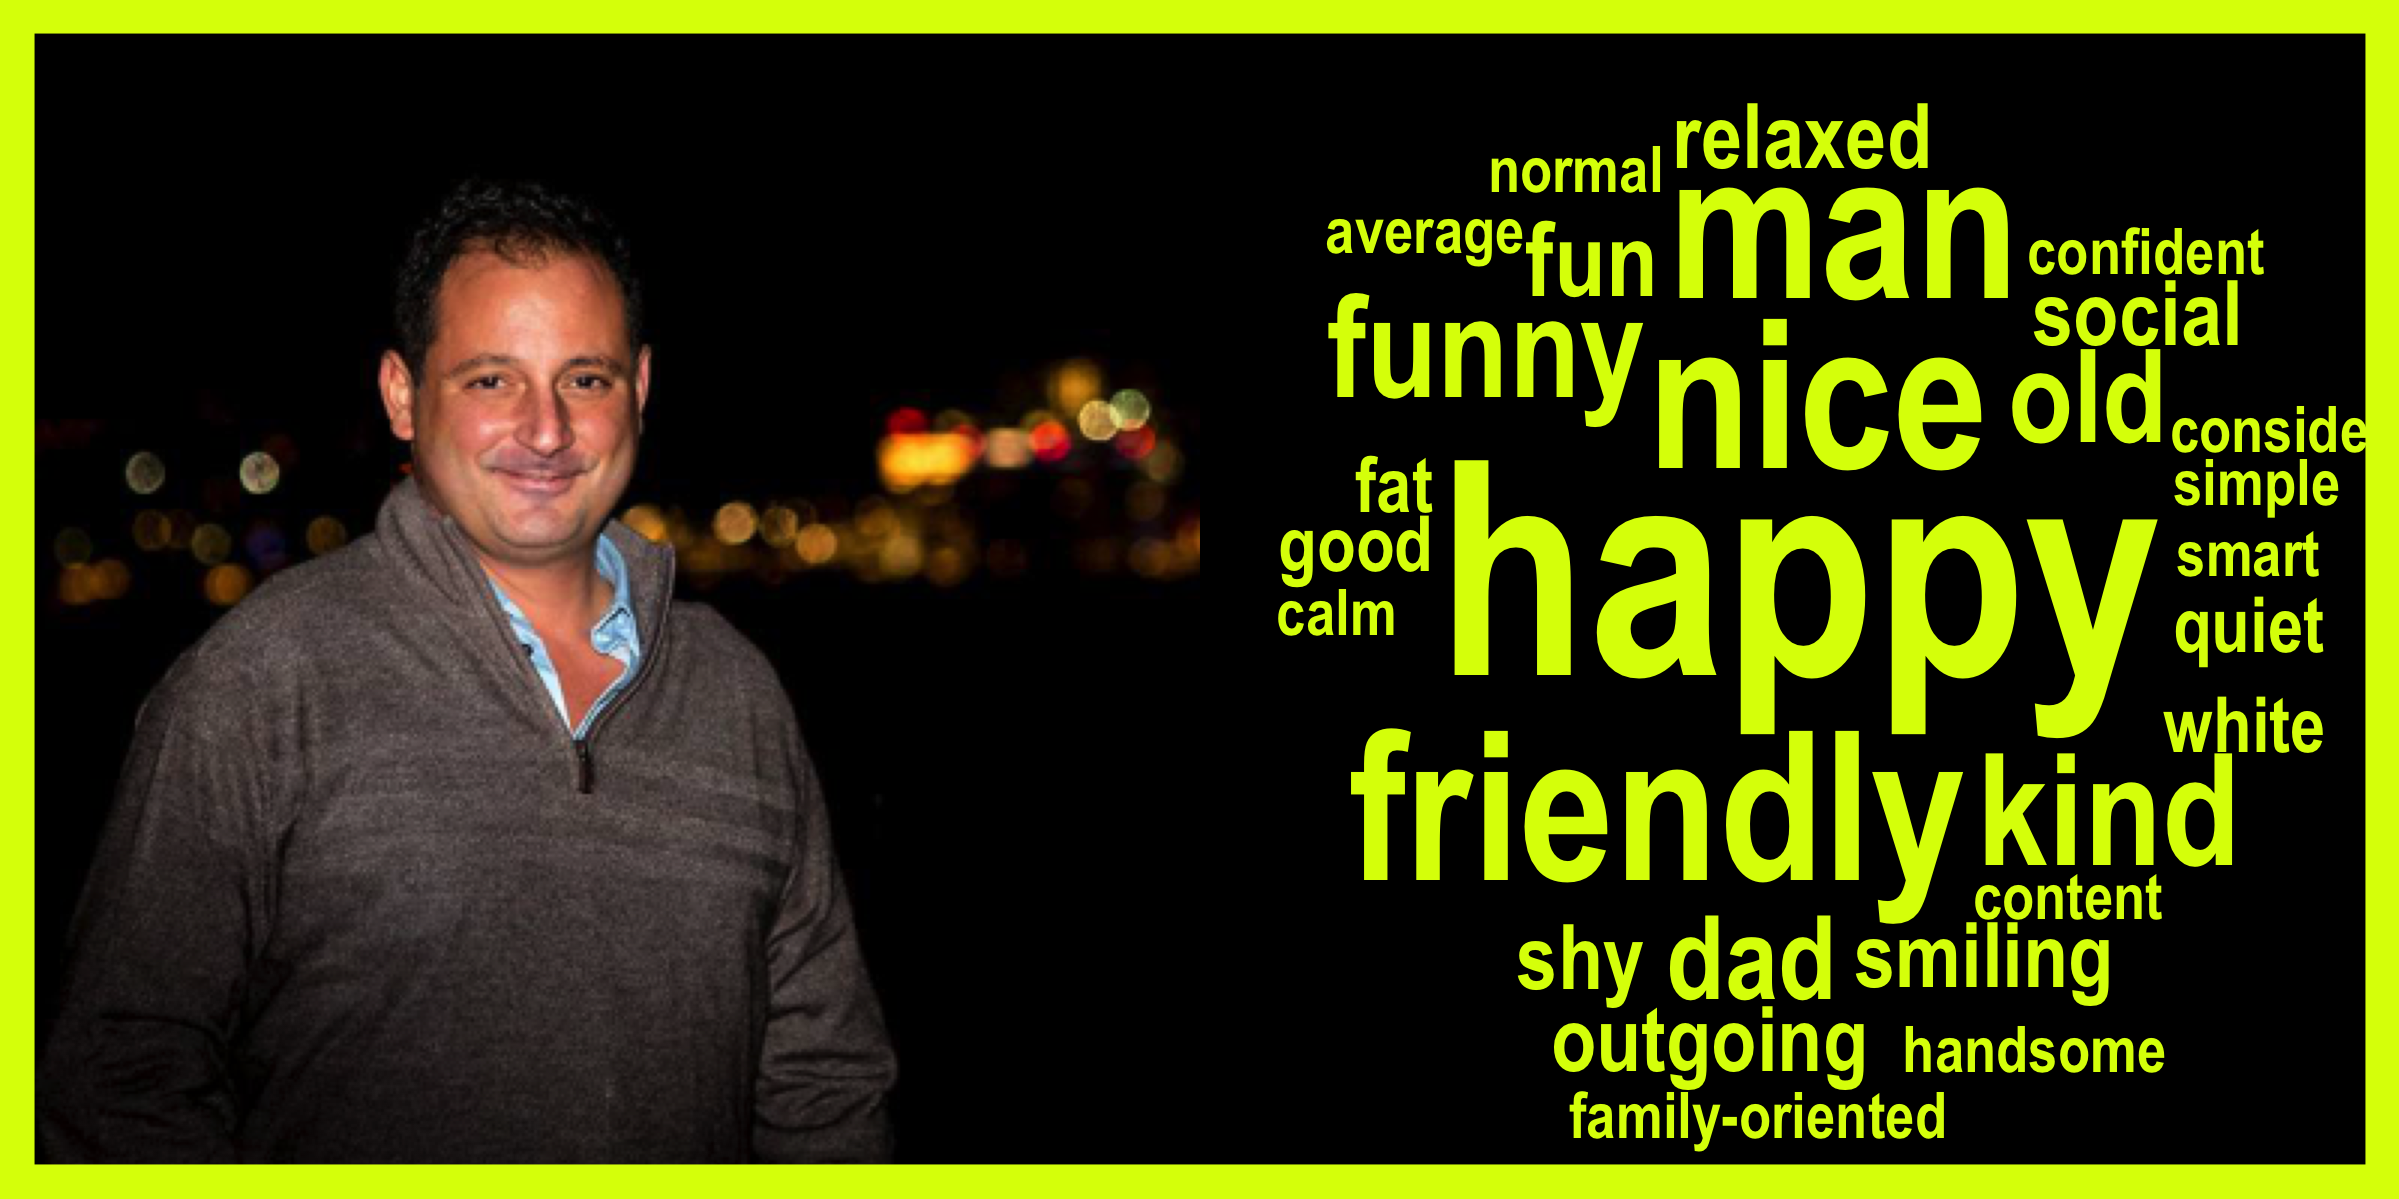 relaxed
normal
man
average
fun
confident
social
funny
nice
old
conside
simple
fat
happy
good
smart
calm
quiet
white
friendly
kind
content
shy
dad
smiling
outgoing
handsome
family-oriented